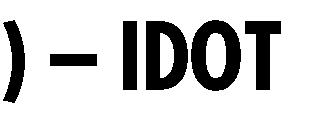 ) – IDOT